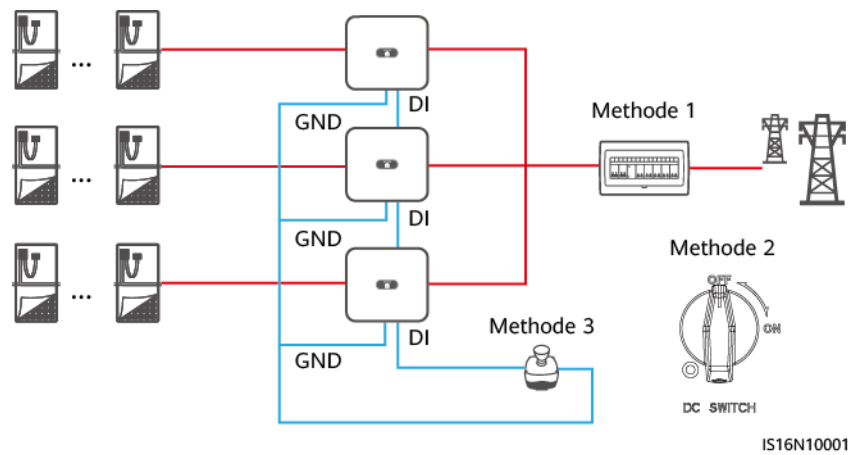 DI
GND
Methode 1
DI
GND
Methode 2
OFF
ON
Methode 3
DI
GND
DC SWITCH
IS16N10001